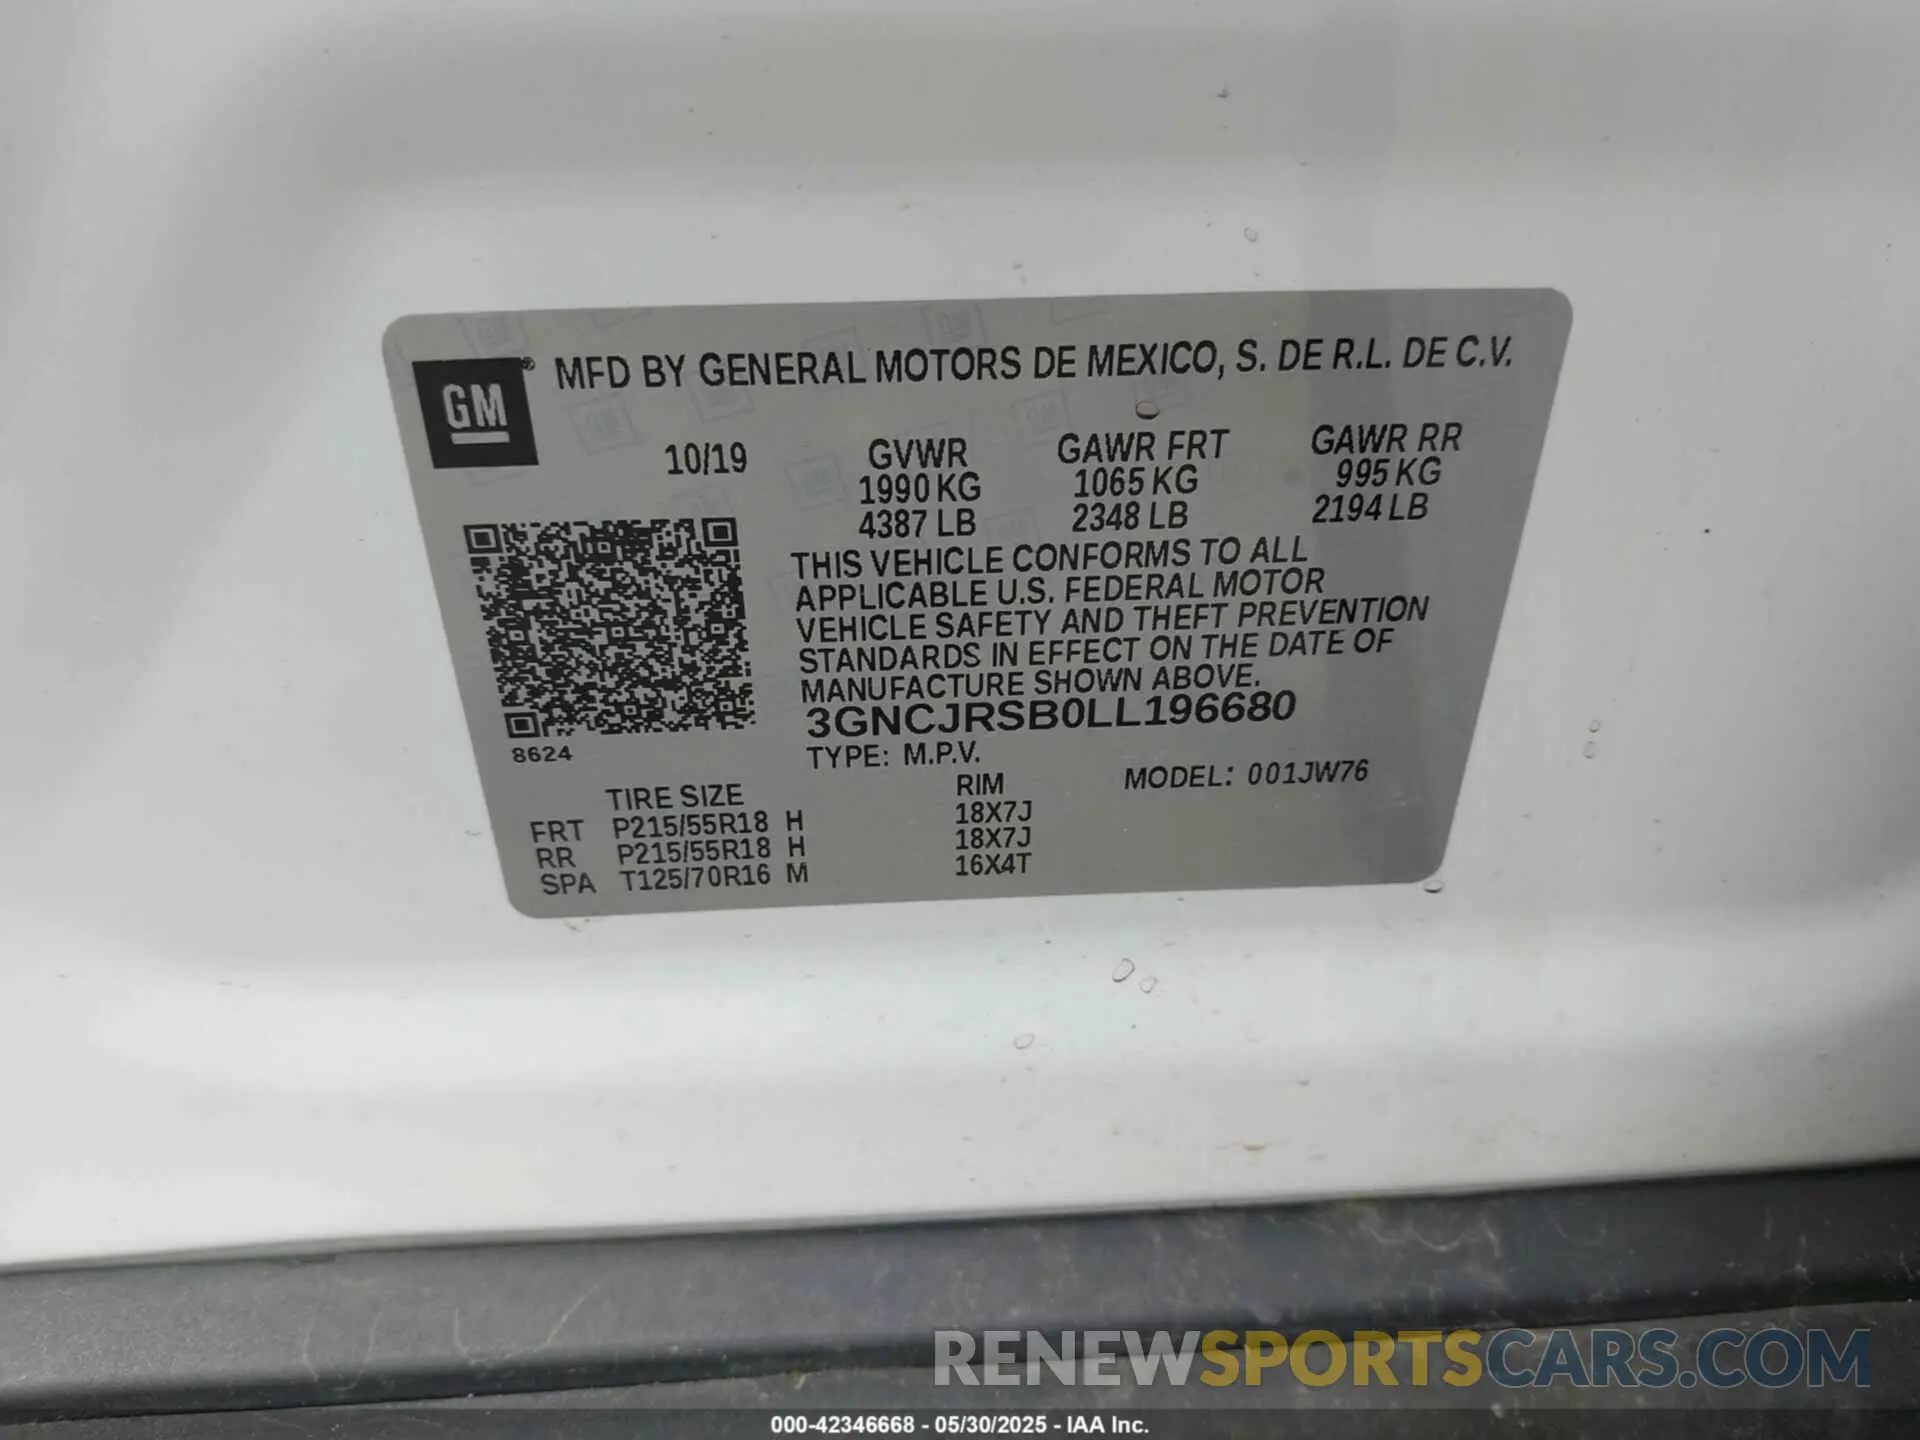 GM® MFD BY GENERAL MOTORS DE MEXICO, S. DE R.L. DE C.V.
10/19 GVWR GAWR FRT GAWR RR
1990 KG 1065 KG 995 KG
4387 LB 2348 LB 2194 LB
THIS VEHICLE CONFORMS TO ALL
APPLICABLE U.S. FEDERAL MOTOR
VEHICLE SAFETY AND THEFT PREVENTION
STANDARDS IN EFFECT ON THE DATE OF
MANUFACTURE SHOWN ABOVE.
3GNCJRSB0LL196680
8624
TYPE: M.P.V.
MODEL: 001JW76
TIRE SIZE RIM
FRT P215/55R18 H 18X7J
RR P215/55R18 H 18X7J
SPA T125/70R16 M 16X4T
RENEWSPORTSCARS.COM
000-42346668 - 05/30/2025 - IAA Inc.